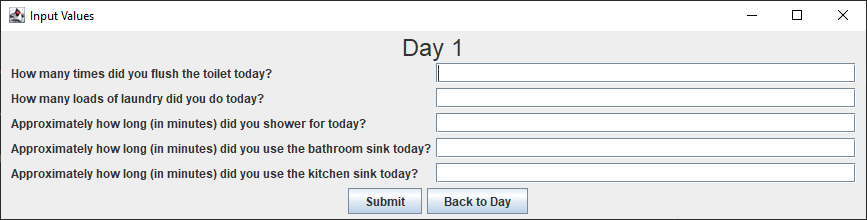 Input Values
Day 1
How many times did you flush the toilet today?
How many loads of laundry did you do today?
Approximately how long (in minutes) did you shower for today?
Approximately how long (in minutes) did you use the bathroom sink today?
Approximately how long (in minutes) did you use the kitchen sink today?
Submit Back to Day